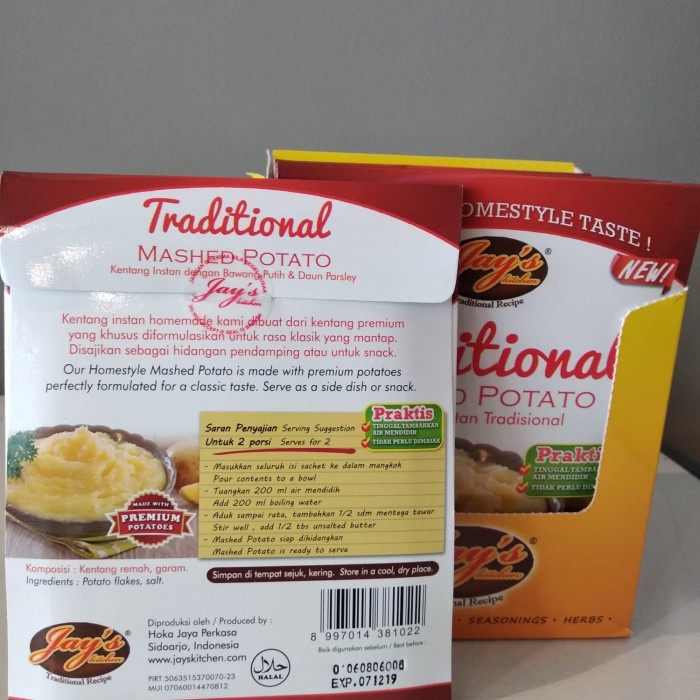 Traditional
MASHED POTATO
Kentang Instan dengan Bawang Putih & Daun Parsley
Jay's
kitchen
Kentang instan homemade kami dibuat dari kentang premium
yang khusus diformulasikan untuk rasa klasik yang mantap.
Disajikan sebagai hidangan pendamping atau untuk snack.
Our Homestyle Mashed Potato is made with premium potatoes
perfectly formulated for a classic taste. Serve as a side dish or snack.
Saran Penyajian Serving Suggestion
Untuk 2 porsi Serves for 2
Praktis
TINGGAL TAMBAHKAN
AIR MENDIDIH
TIDAK PERLU DIMASAK
- Masukkan seluruh isi sachet ke dalam mangkok
Pour contents to a bowl
- Tuangkan 200 ml air mendidih
Add 200 ml boiling water
- Aduk sampai rata, tambahkan 1/2 sdm mentega tawar
Stir well , add 1/2 tbs unsalted butter
- Mashed Potato siap dihidangkan
Mashed Potato is ready to serve
MADE WITH
PREMIUM
POTATOES
Komposisi : Kentang remah, garam.
Ingredients : Potato flakes, salt.
Simpan di tempat sejuk, kering. Store in a cool, dry place.
Jay's
kitchen
Traditional Recipe
Diproduksi oleh / Produced by :
Hoka Jaya Perkasa
Sidoarjo, Indonesia
www.jayskitchen.com
PIRT 5063515370070-23
MUI 07060014470812
HALAL
8 997014 381022
Baik digunakan sebelum / Best before :
0060806008
EXP.071219
OMESTYLE TASTE !
Jay's
kitchen
aditional Recipe
NEW!
itional
D POTATO
tan Tradisional
Prakti
TINGGAL TAMBA
AIR MENDIDIH
TIDAK PERLU DI
ay's
kitchen
al Recipe
SEASONINGS • HERBS •